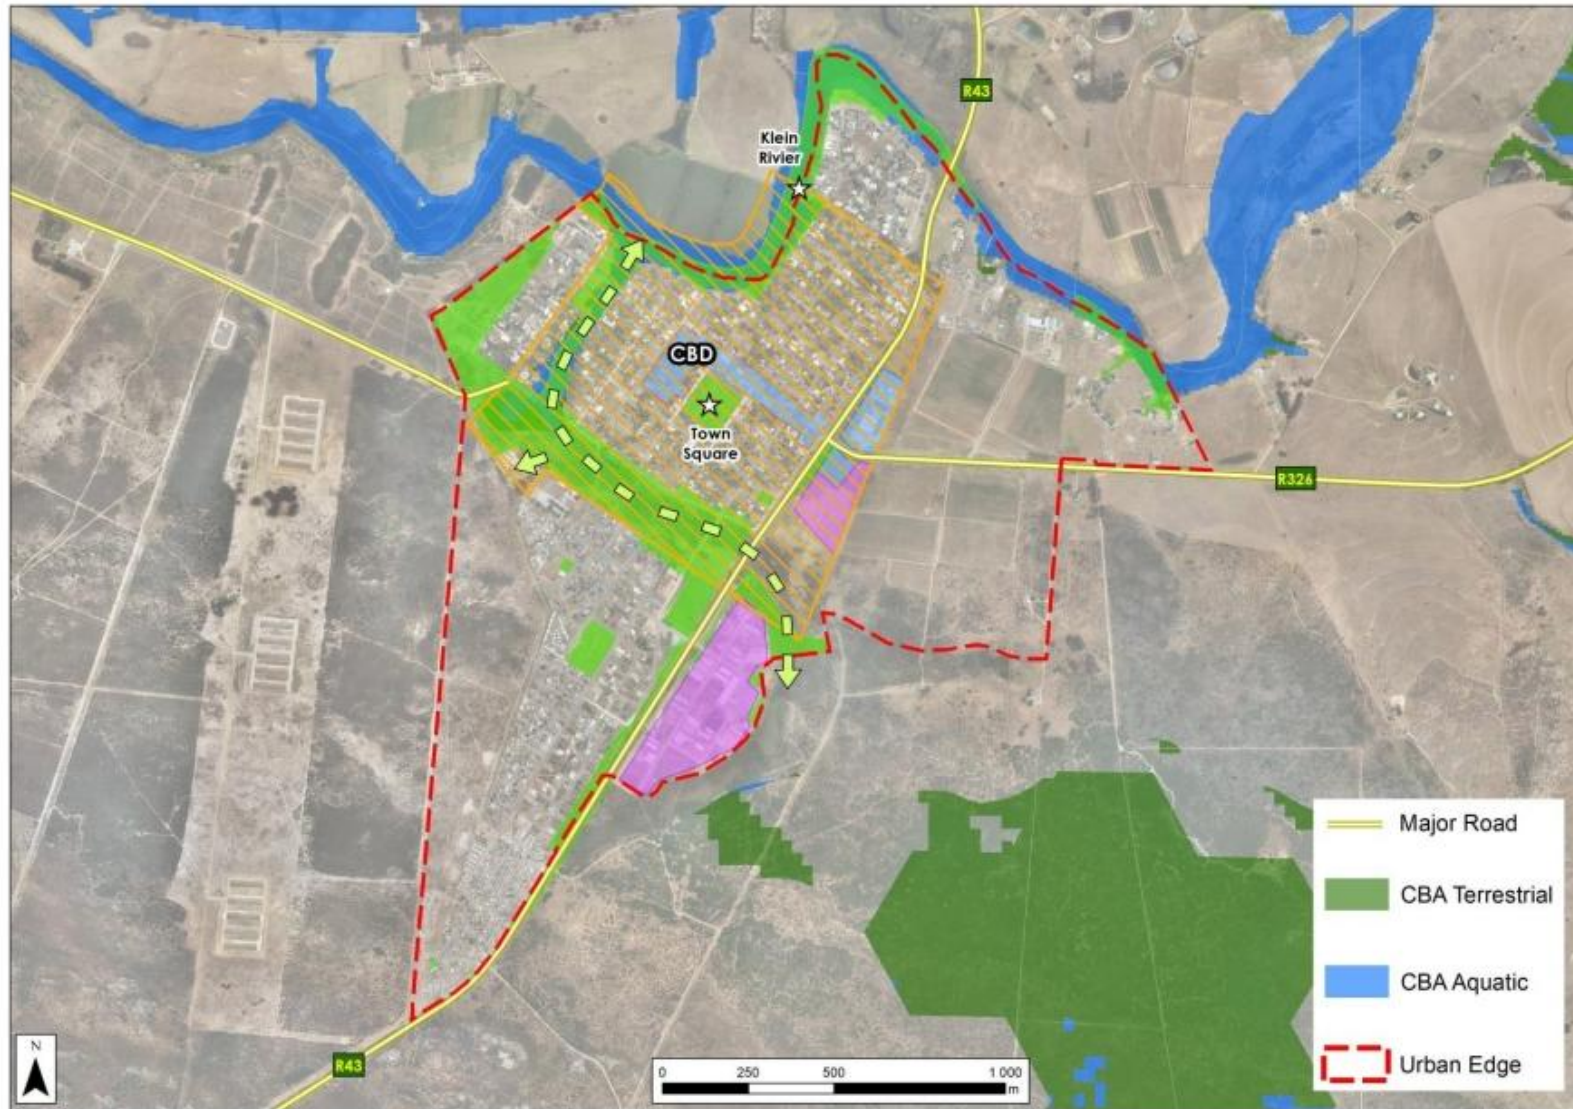 R43
Klein
Rivier
CBD
Town
Square
R326
Major Road
CBA Terrestrial
CBA Aquatic
Urban Edge
N
R43
0 250 500 1 000
m